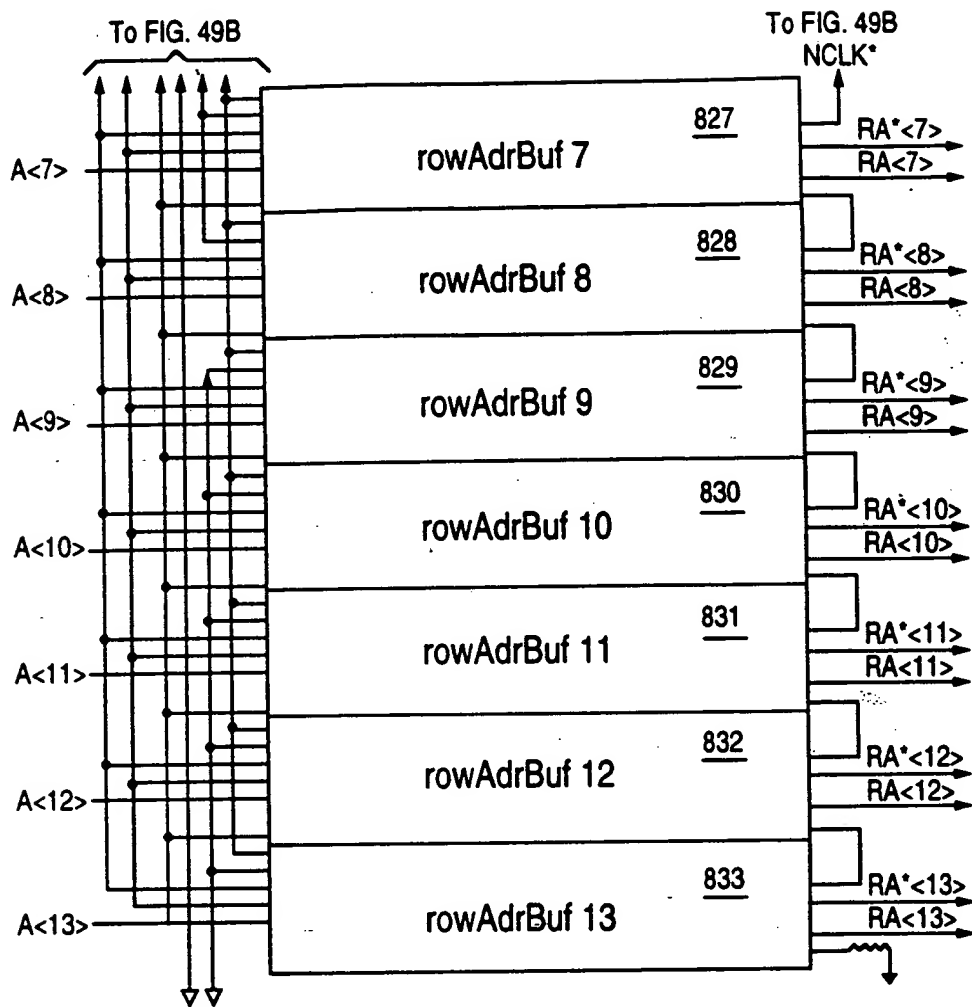 To FIG. 49B
To FIG. 49B
NCLK*
827
rowAdrBuf 7
A<7>
RA*<7>
RA<7>
828
rowAdrBuf 8
A<8>
RA*<8>
RA<8>
829
rowAdrBuf 9
A<9>
RA*<9>
RA<9>
830
rowAdrBuf 10
A<10>
RA*<10>
RA<10>
831
rowAdrBuf 11
A<11>
RA*<11>
RA<11>
832
rowAdrBuf 12
A<12>
RA*<12>
RA<12>
833
rowAdrBuf 13
A<13>
RA*<13>
RA<13>